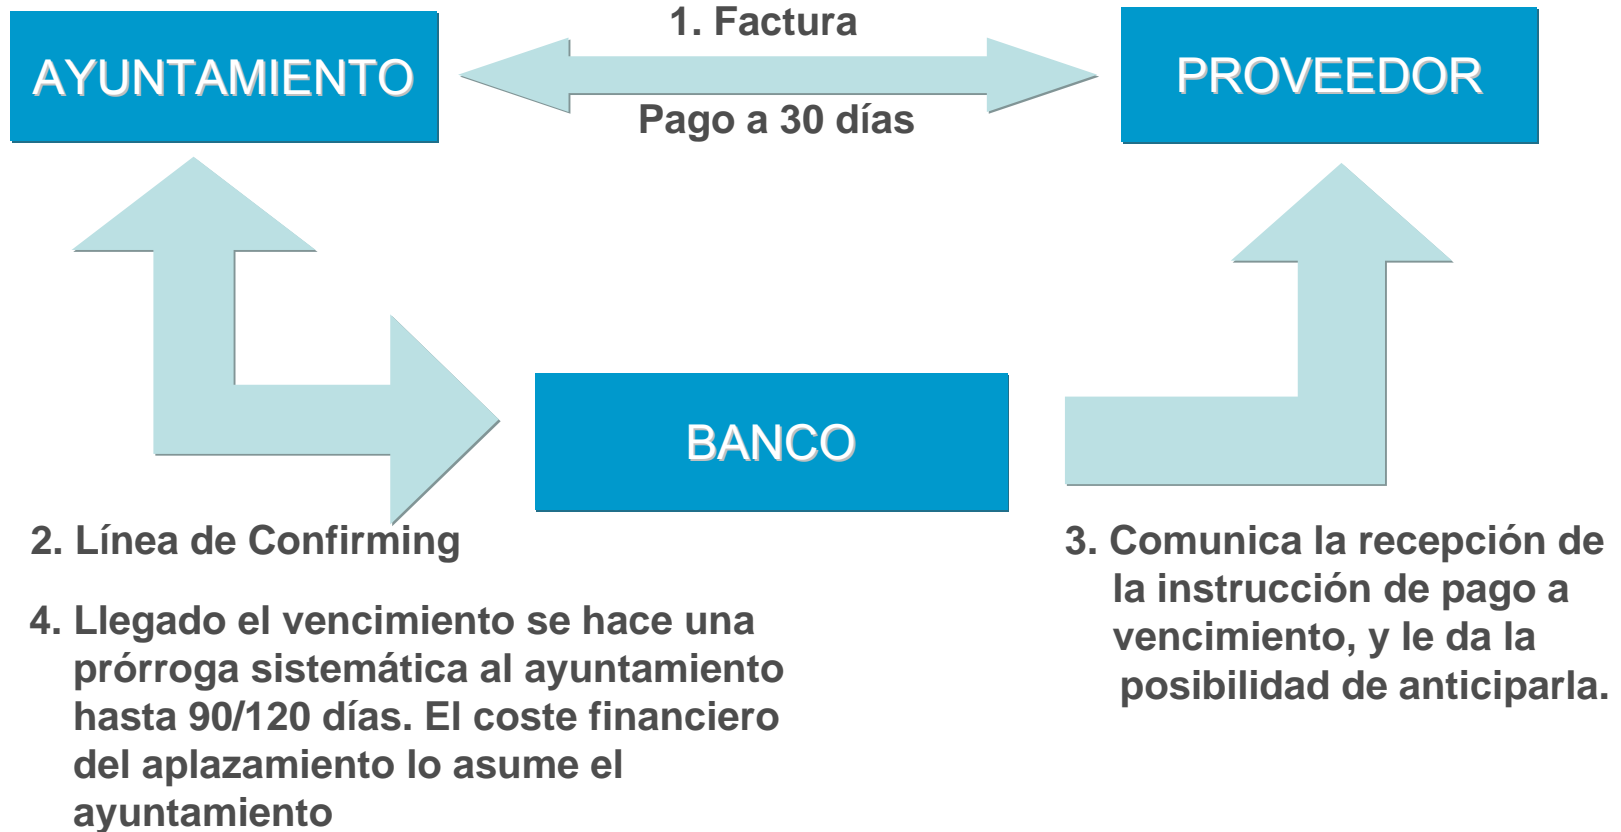 1. Factura
AYUNTAMIENTO
PROVEEDOR
Pago a 30 días
BANCO
2. Línea de Confirming
4. Llegado el vencimiento se hace una
prórroga sistemática al ayuntamiento
hasta 90/120 días. El coste financiero
del aplazamiento lo asume el
ayuntamiento
3. Comunica la recepción de
la instrucción de pago a
vencimiento, y le da la
posibilidad de anticiparla.